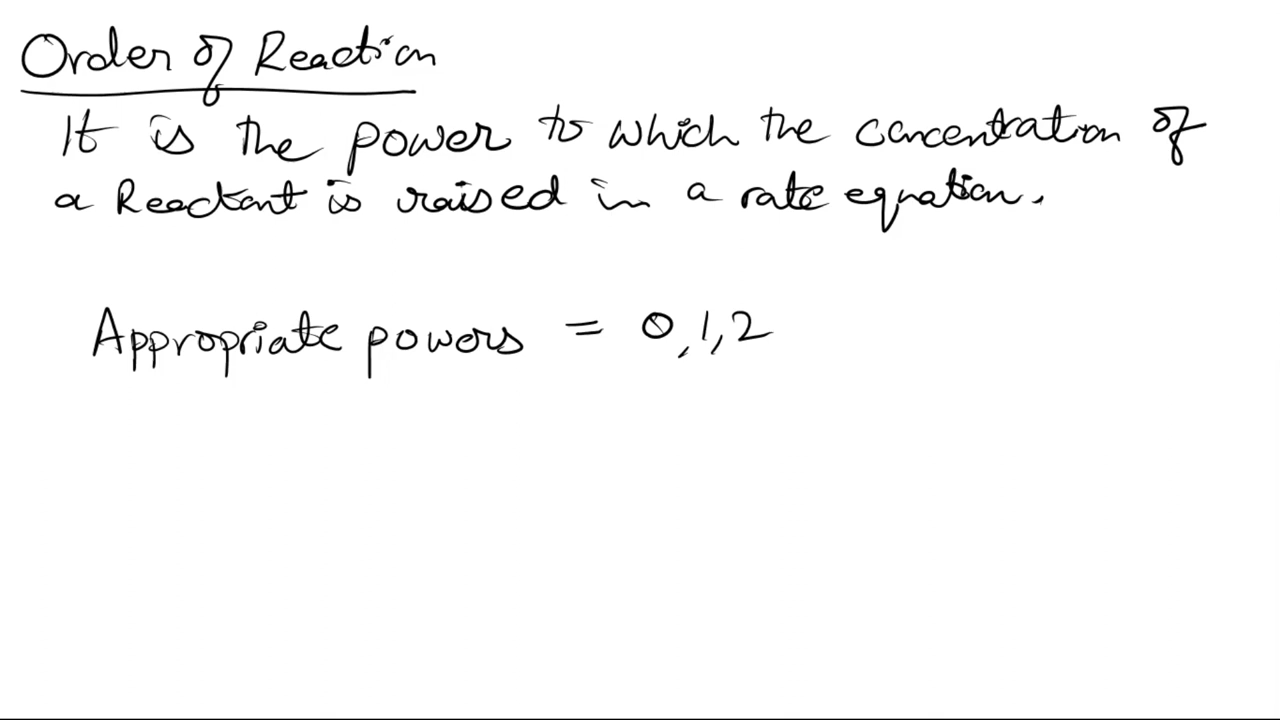 Order of Reaction
It is the power to which the concentration of
a Reactant is raised in a rate equation.
Appropriate powers = 0,1,2